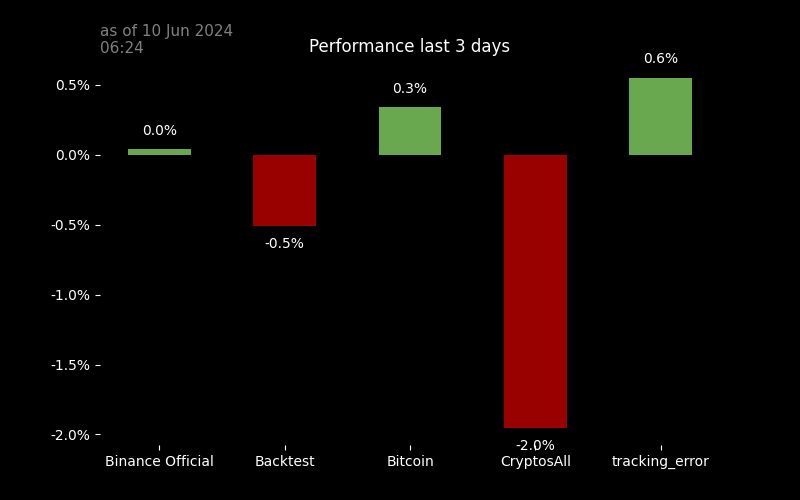 as of 10 Jun 2024
06:24
Performance last 3 days
0.5%
0.0%
-0.5%
-1.0%
-1.5%
-2.0%
0.0%
-0.5%
0.3%
-2.0%
0.6%
Binance Official
Backtest
Bitcoin
CryptosAll
tracking_error